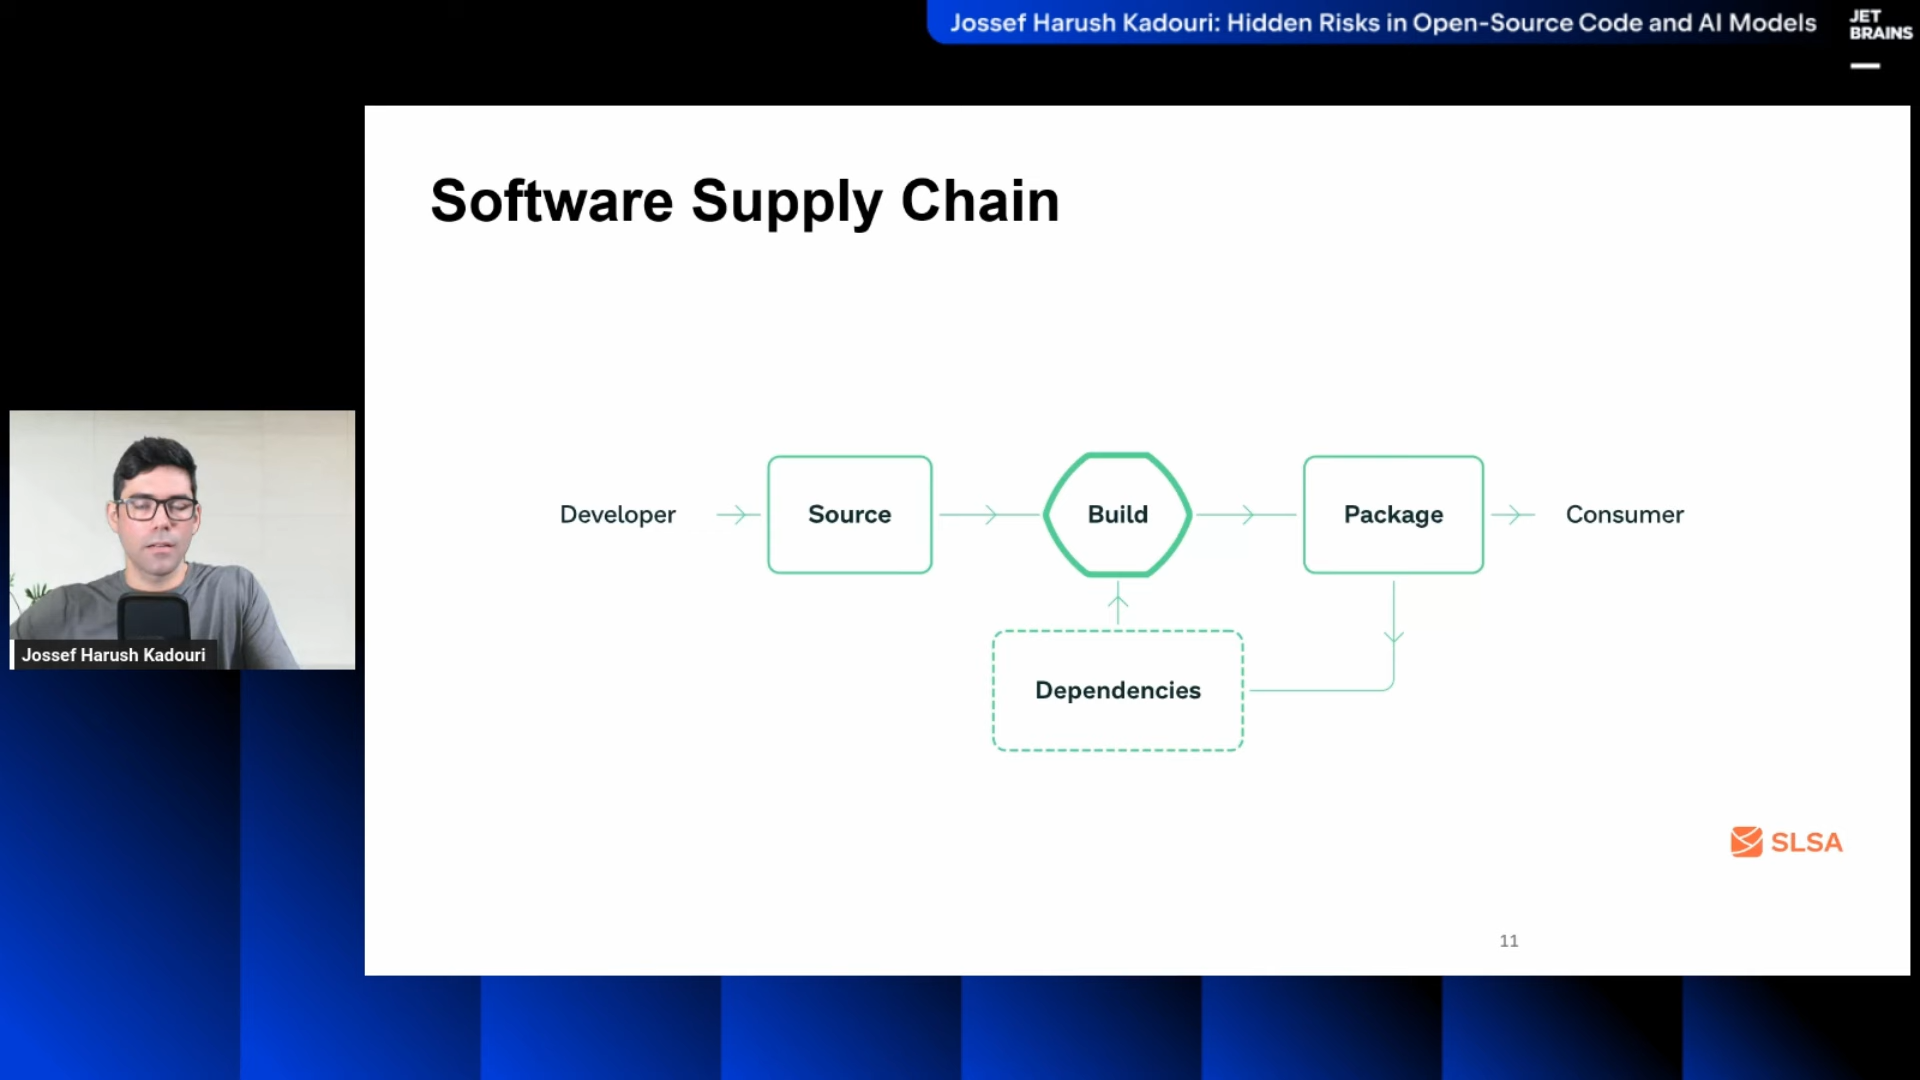 Jossef Harush Kadouri: Hidden Risks in Open-Source Code and AI Models
JET
BRAINS
Software Supply Chain
Developer
Source
Build
Package
Consumer
Dependencies
Jossef Harush Kadouri
SLSA
11